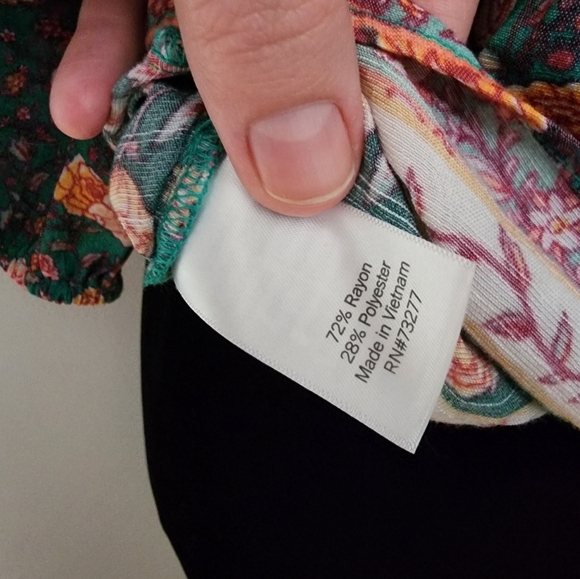 72% Rayon
28% Polyester
Made in Vietnam
RN#73277